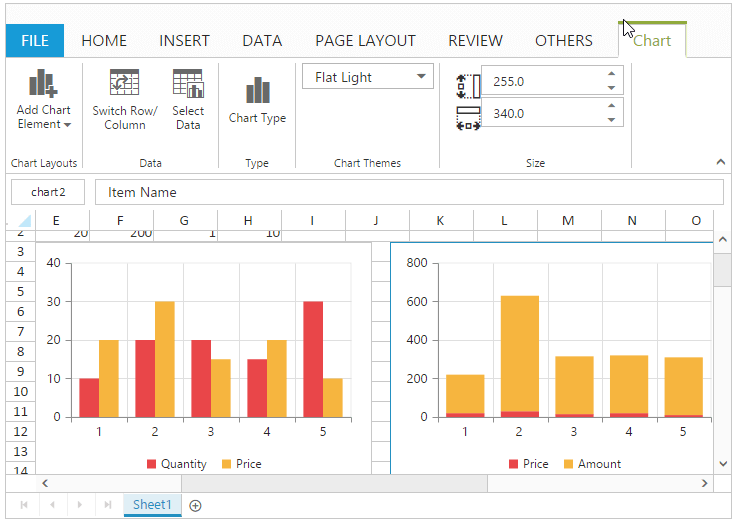 FILE HOME INSERT DATA PAGE LAYOUT REVIEW OTHERS Chart
Add Chart
Element
Switch Row/
Column
Select
Data
Chart Type
Flat Light
255.0
340.0
Chart Layouts Data Type Chart Themes Size
chart2 Item Name
E F G H I J K L M N O
2 20 200 1 10
3
4
5
6
7
8
9
10
11
12
13
14
40
30
20
10
0
1 2 3 4 5
Quantity Price
800
600
400
200
0
1 2 3 4 5
Price Amount
Sheet1